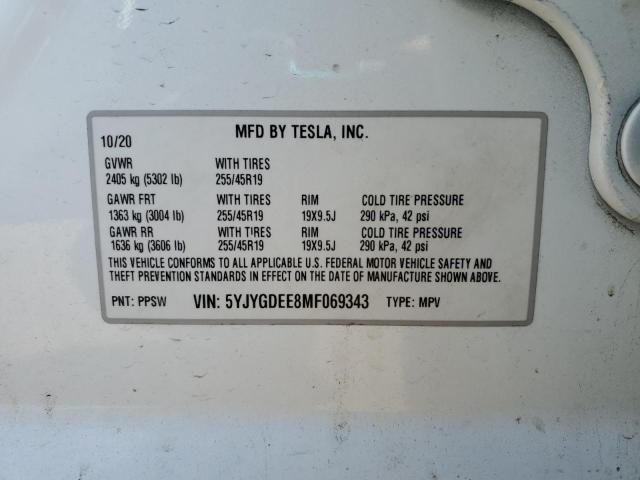 10/20 MFD BY TESLA, INC.
GVWR WITH TIRES
2405 kg (5302 lb) 255/45R19
GAWR FRT WITH TIRES RIM COLD TIRE PRESSURE
1363 kg (3004 lb) 255/45R19 19X9.5J 290 kPa, 42 psi
GAWR RR WITH TIRES RIM COLD TIRE PRESSURE
1636 kg (3606 lb) 255/45R19 19X9.5J 290 kPa, 42 psi
THIS VEHICLE CONFORMS TO ALL APPLICABLE U.S. FEDERAL MOTOR VEHICLE SAFETY AND
THEFT PREVENTION STANDARDS IN EFFECT ON THE DATE OF MANUFACTURE SHOWN ABOVE.
PNT: PPSW VIN: 5YJYGDEE8MF069343 TYPE: MPV